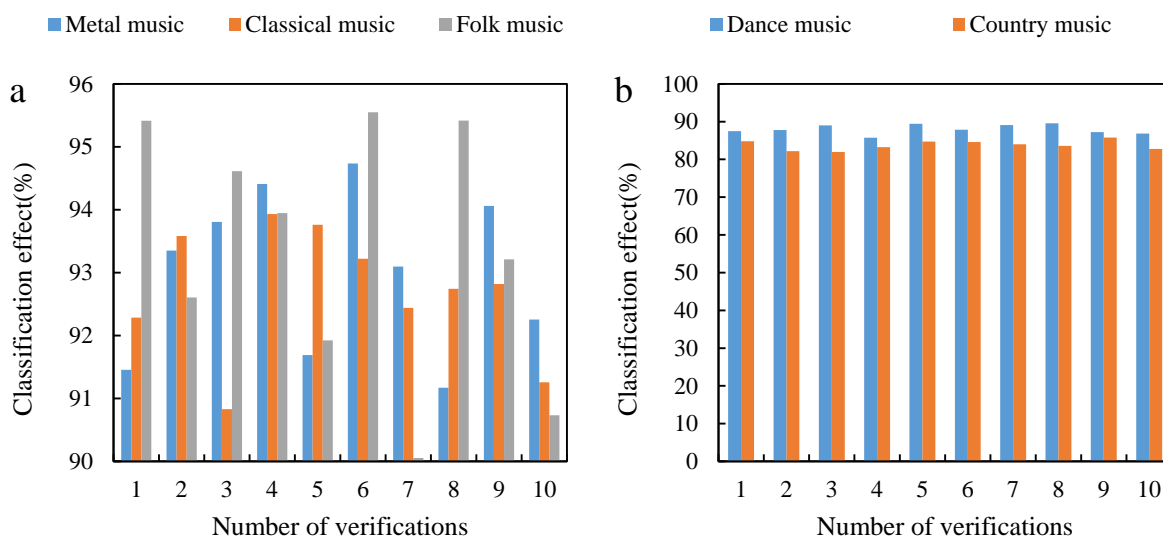 Metal music Classical music Folk music
a
Classification effect(%)
96
95
94
93
92
91
90
1 2 3 4 5 6 7 8 9 10
Number of verifications
Dance music Country music
b
Classification effect(%)
100
90
80
70
60
50
40
30
20
10
0
1 2 3 4 5 6 7 8 9 10
Number of verifications